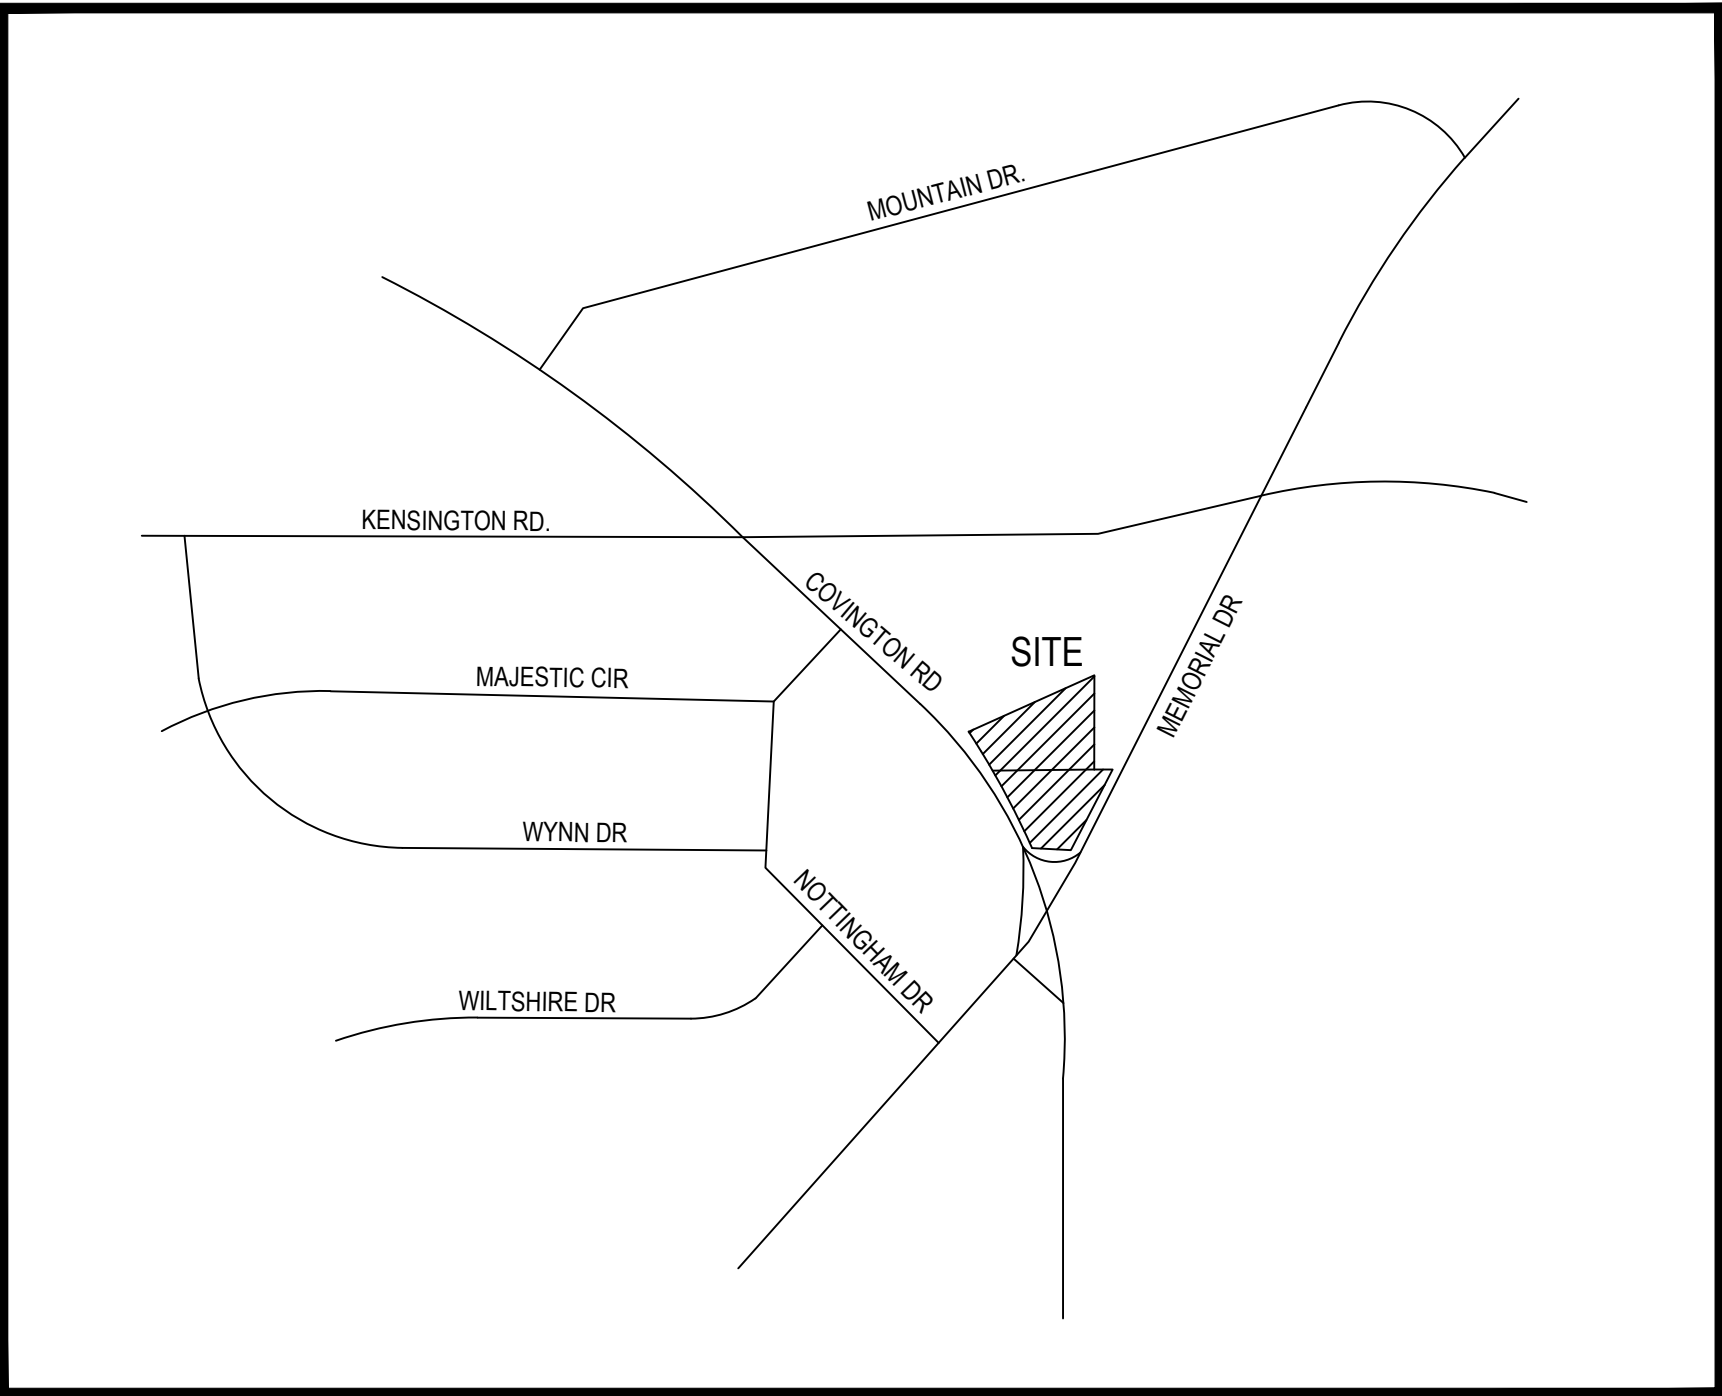 MOUNTAIN DR.
KENSINGTON RD.
COVINGTON RD
SITE
MEMORIAL DR
MAJESTIC CIR
WYNN DR
NOTTINGHAM DR
WILTSHIRE DR